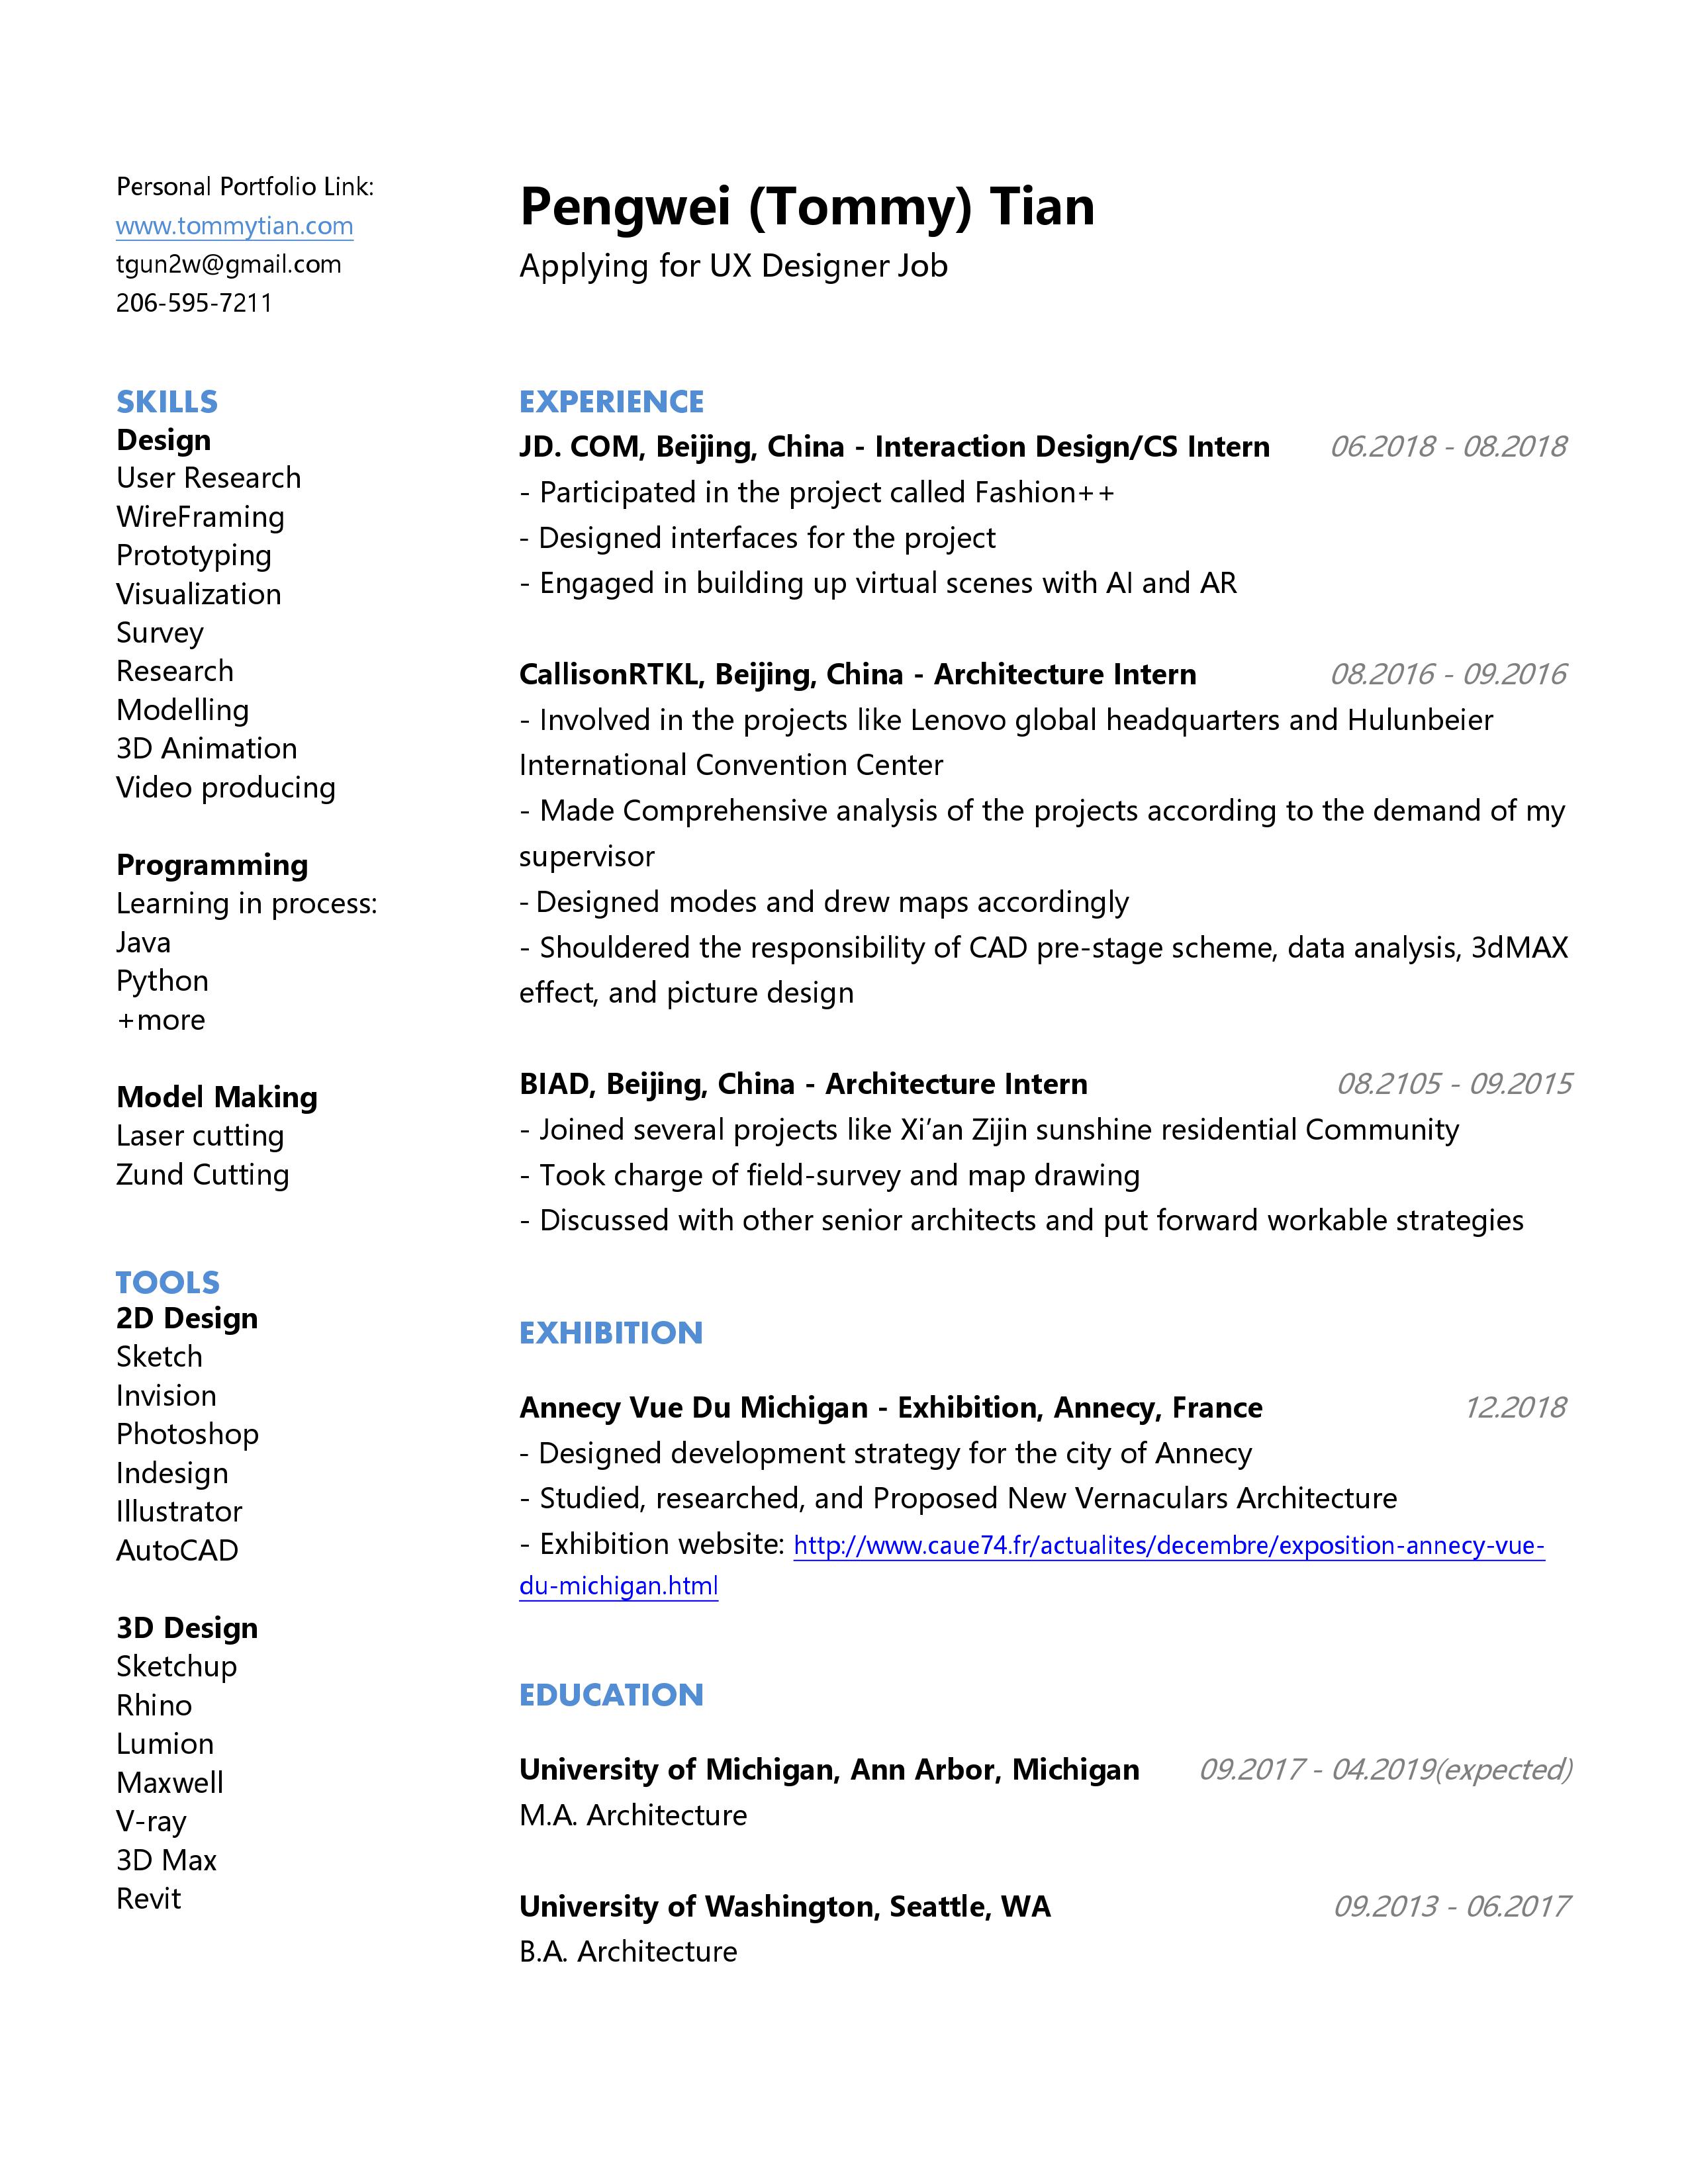 Personal Portfolio Link:
www.tommytian.com
tgun2w@gmail.com
206-595-7211
Pengwei (Tommy) Tian
Applying for UX Designer Job
SKILLS
Design
User Research
WireFraming
Prototyping
Visualization
Survey
Research
Modelling
3D Animation
Video producing
Programming
Learning in process:
Java
Python
+more
Model Making
Laser cutting
Zund Cutting
TOOLS
2D Design
Sketch
Invision
Photoshop
Indesign
Illustrator
AutoCAD
3D Design
Sketchup
Rhino
Lumion
Maxwell
V-ray
3D Max
Revit
EXPERIENCE
JD. COM, Beijing, China - Interaction Design/CS Intern 06.2018 - 08.2018
- Participated in the project called Fashion++
- Designed interfaces for the project
- Engaged in building up virtual scenes with AI and AR
CallisonRTKL, Beijing, China - Architecture Intern 08.2016 - 09.2016
- Involved in the projects like Lenovo global headquarters and Hulunbeier
International Convention Center
- Made Comprehensive analysis of the projects according to the demand of my
supervisor
- Designed modes and drew maps accordingly
- Shouldered the responsibility of CAD pre-stage scheme, data analysis, 3dMAX
effect, and picture design
BIAD, Beijing, China - Architecture Intern 08.2105 - 09.2015
- Joined several projects like Xi’an Zijin sunshine residential Community
- Took charge of field-survey and map drawing
- Discussed with other senior architects and put forward workable strategies
EXHIBITION
Annecy Vue Du Michigan - Exhibition, Annecy, France 12.2018
- Designed development strategy for the city of Annecy
- Studied, researched, and Proposed New Vernaculars Architecture
- Exhibition website: http://www.caue74.fr/actualites/decembre/exposition-annecy-vue-
du-michigan.html
EDUCATION
University of Michigan, Ann Arbor, Michigan 09.2017 - 04.2019(expected)
M.A. Architecture
University of Washington, Seattle, WA 09.2013 - 06.2017
B.A. Architecture